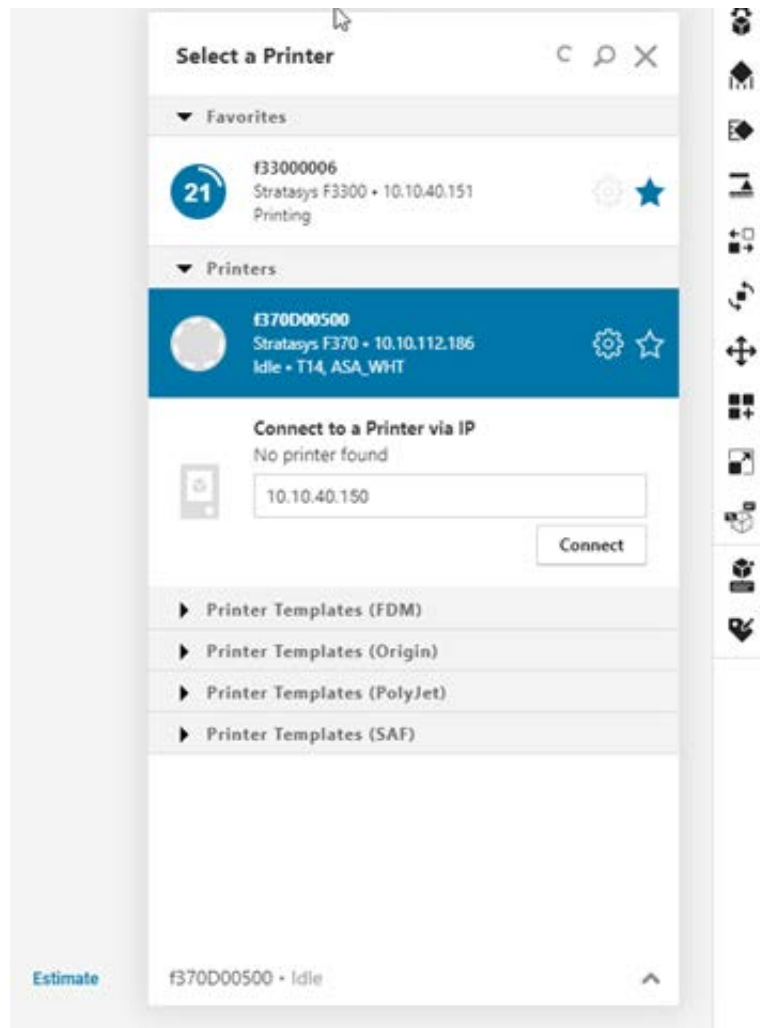 Select a Printer
Favorites
21
f33000006
Stratasys F3300 • 10.10.40.151
Printing
Printers
f370D00500
Stratasys F370 • 10.10.112.186
Idle • T14, ASA_WHT
Connect to a Printer via IP
No printer found
10.10.40.150
Connect
Printer Templates (FDM)
Printer Templates (Origin)
Printer Templates (PolyJet)
Printer Templates (SAF)
Estimate
f370D00500 • Idle